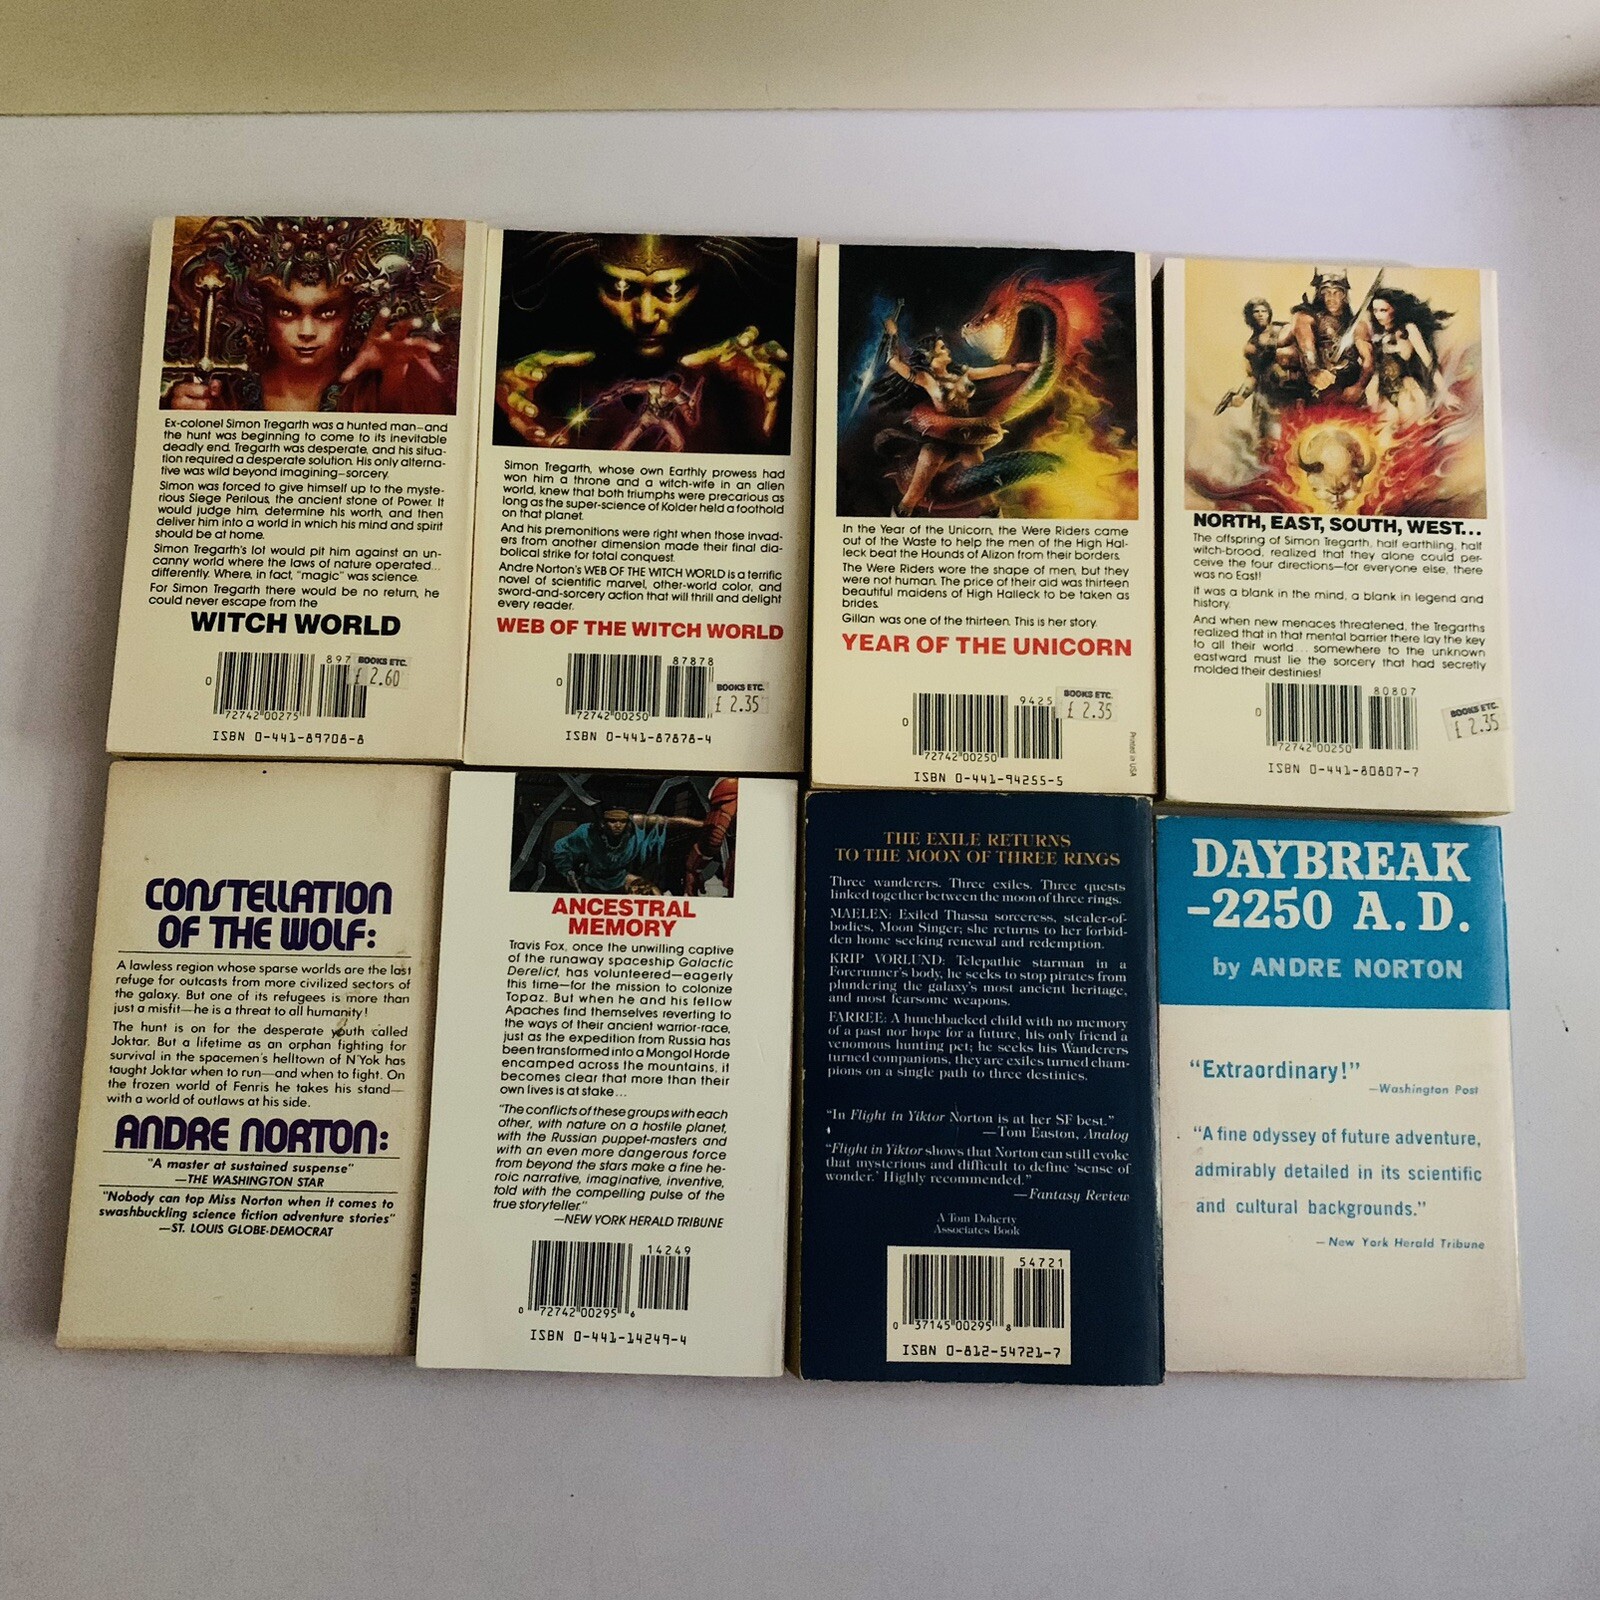 Ex-colonel Simon Tregarth was a hunted man—and
the hunt was beginning to come to its inevitable
deadly end. Tregarth was desperate, and his situa-
tion required a desperate solution. His only alterna-
tive was wild beyond imagining—sorcery.
Simon was forced to give himself up to the myste-
rious Siege Perilous, the ancient stone of Power. It
would judge him, determine his worth, and then
deliver him into a world in which his mind and spirit
should be at home.
Simon Tregarth's lot would pit him against an un-
canny world where the laws of nature operated...
differently. Where, in fact, "magic" was science.
For Simon Tregarth there would be no return, he
could never escape from the
WITCH WORLD
897
BOOKS ETC.
£ 2.60
0
72742 00275
ISBN 0-441-89708-8
Simon Tregarth, whose own Earthly prowess had
won him a throne and a witch-wife in an alien
world, knew that both triumphs were precarious as
long as the super-science of Kolder held a foothold
on that planet.
And his premonitions were right when those invad-
ers from another dimension made their final dia-
bolical strike for total conquest.
Andre Norton's WEB OF THE WITCH WORLD is a terrific
novel of scientific marvel, other-world color, and
sword-and-sorcery action that will thrill and delight
every reader.
WEB OF THE WITCH WORLD
87878
BOOKS ETC.
£ 2.35
0
72742 00250
ISBN 0-441-87878-4
In the Year of the Unicorn, the Were Riders came
out of the Waste to help the men of the High Hal-
leck beat the Hounds of Alizon from their borders.
The Were Riders wore the shape of men, but they
were not human. The price of their aid was thirteen
beautiful maidens of High Halleck to be taken as
brides.
Gillan was one of the thirteen. This is her story.
YEAR OF THE UNICORN
9425
BOOKS ETC.
£ 2.35
0
72742 00250
Printed in USA
ISBN 0-441-94255-5
NORTH, EAST, SOUTH, WEST...
The offspring of Simon Tregarth, half earthling, half
witch-brood, realized that they alone could per-
ceive the four directions—for everyone else, there
was no East!
It was a blank in the mind, a blank in legend and
history.
And when new menaces threatened, the Tregarths
realized that in that mental barrier there lay the key
to all their world... somewhere to the unknown
eastward must lie the sorcery that had secretly
molded their destinies!
80807
BOOKS ETC.
£ 2.35
0
72742 00250
ISBN 0-441-80807-7
CONSTELLATION
OF THE WOLF:
A lawless region whose sparse worlds are the last
refuge for outcasts from more civilized sectors of
the galaxy. But one of its refugees is more than
just a misfit—he is a threat to all humanity!
The hunt is on for the desperate youth called
Joktar. But a lifetime as an orphan fighting for
survival in the spacemen's helltown of N'Yok has
taught Joktar when to run—and when to fight. On
the frozen world of Fenris he takes his stand—
with a world of outlaws at his side.
ANDRE NORTON:
"A master at sustained suspense"
—THE WASHINGTON STAR
"Nobody can top Miss Norton when it comes to
swashbuckling science fiction adventure stories"
—ST. LOUIS GLOBE-DEMOCRAT
Printed in U.S.A.
ANCESTRAL
MEMORY
Travis Fox, once the unwilling captive
of the runaway spaceship Galactic
Derelict, has volunteered—eagerly
this time—for the mission to colonize
Topaz. But when he and his fellow
Apaches find themselves reverting to
the ways of their ancient warrior-race,
just as the expedition from Russia has
been transformed into a Mongol Horde
encamped across the mountains, it
becomes clear that more than their
own lives is at stake...
"The conflicts of these groups with each
other, with nature on a hostile planet,
with the Russian puppet-masters and
with an even more dangerous force
from beyond the stars make a fine he-
roic narrative, imaginative, inventive,
told with the compelling pulse of the
true storyteller."
—NEW YORK HERALD TRIBUNE
14249
0
72742 00295
6
ISBN 0-441-14249-4
THE EXILE RETURNS
TO THE MOON OF THREE RINGS
Three wanderers. Three exiles. Three quests
linked together between the moon of three rings.
MAELEN: Exiled Thassa sorceress, stealer-of-
bodies, Moon Singer; she returns to her forbid-
den home seeking renewal and redemption.
KRIP VORLUND: Telepathic starman in a
Forerunner's body, he seeks to stop pirates from
plundering the galaxy's most ancient heritage,
and most fearsome weapons.
FARREE: A hunchbacked child with no memory
of a past nor hope for a future, his only friend a
venomous hunting pet; he seeks his Wanderers
turned companions, they are exiles turned cham-
pions on a single path to three destinies.
"In Flight in Yiktor Norton is at her SF best."
—Tom Easton, Analog
"Flight in Yiktor shows that Norton can still evoke
that mysterious and difficult to define 'sense of
wonder.' Highly recommended."
—Fantasy Review
A Tom Doherty
Associates Book
54721
0
37145 00295
8
ISBN 0-812-54721-7
DAYBREAK
-2250 A. D.
by ANDRE NORTON
"Extraordinary!"
—Washington Post
"A fine odyssey of future adventure,
admirably detailed in its scientific
and cultural backgrounds."
—New York Herald Tribune